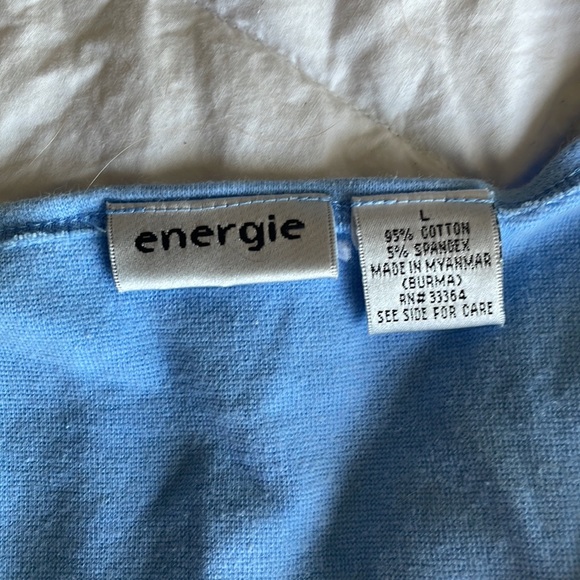 energie
L
95% COTTON
5% SPANDEX
MADE IN MYANMAR
(BURMA)
RN# 33364
SEE SIDE FOR CARE